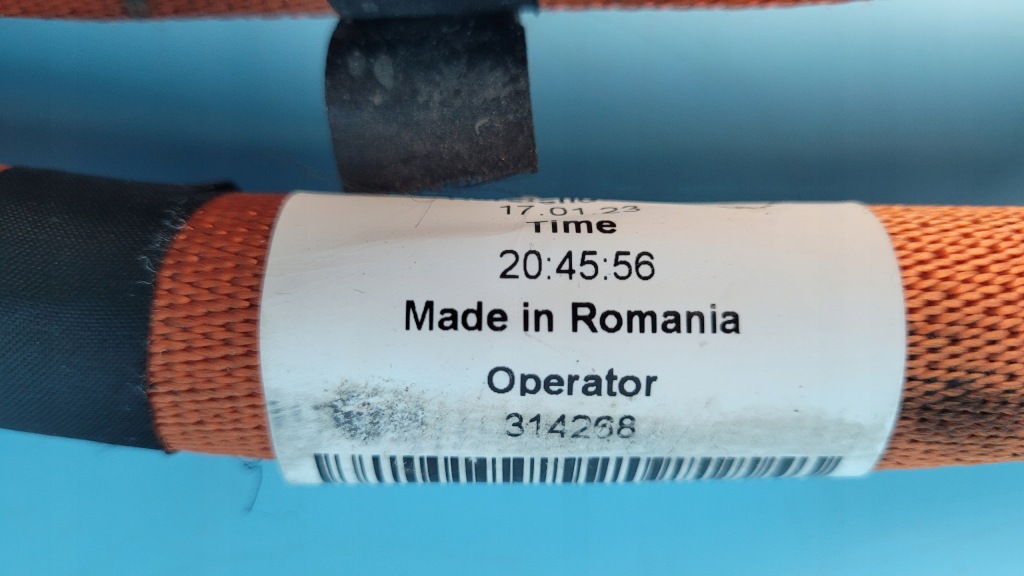 17.01.23
Time
20:45:56
Made in Romania
Operator
314268